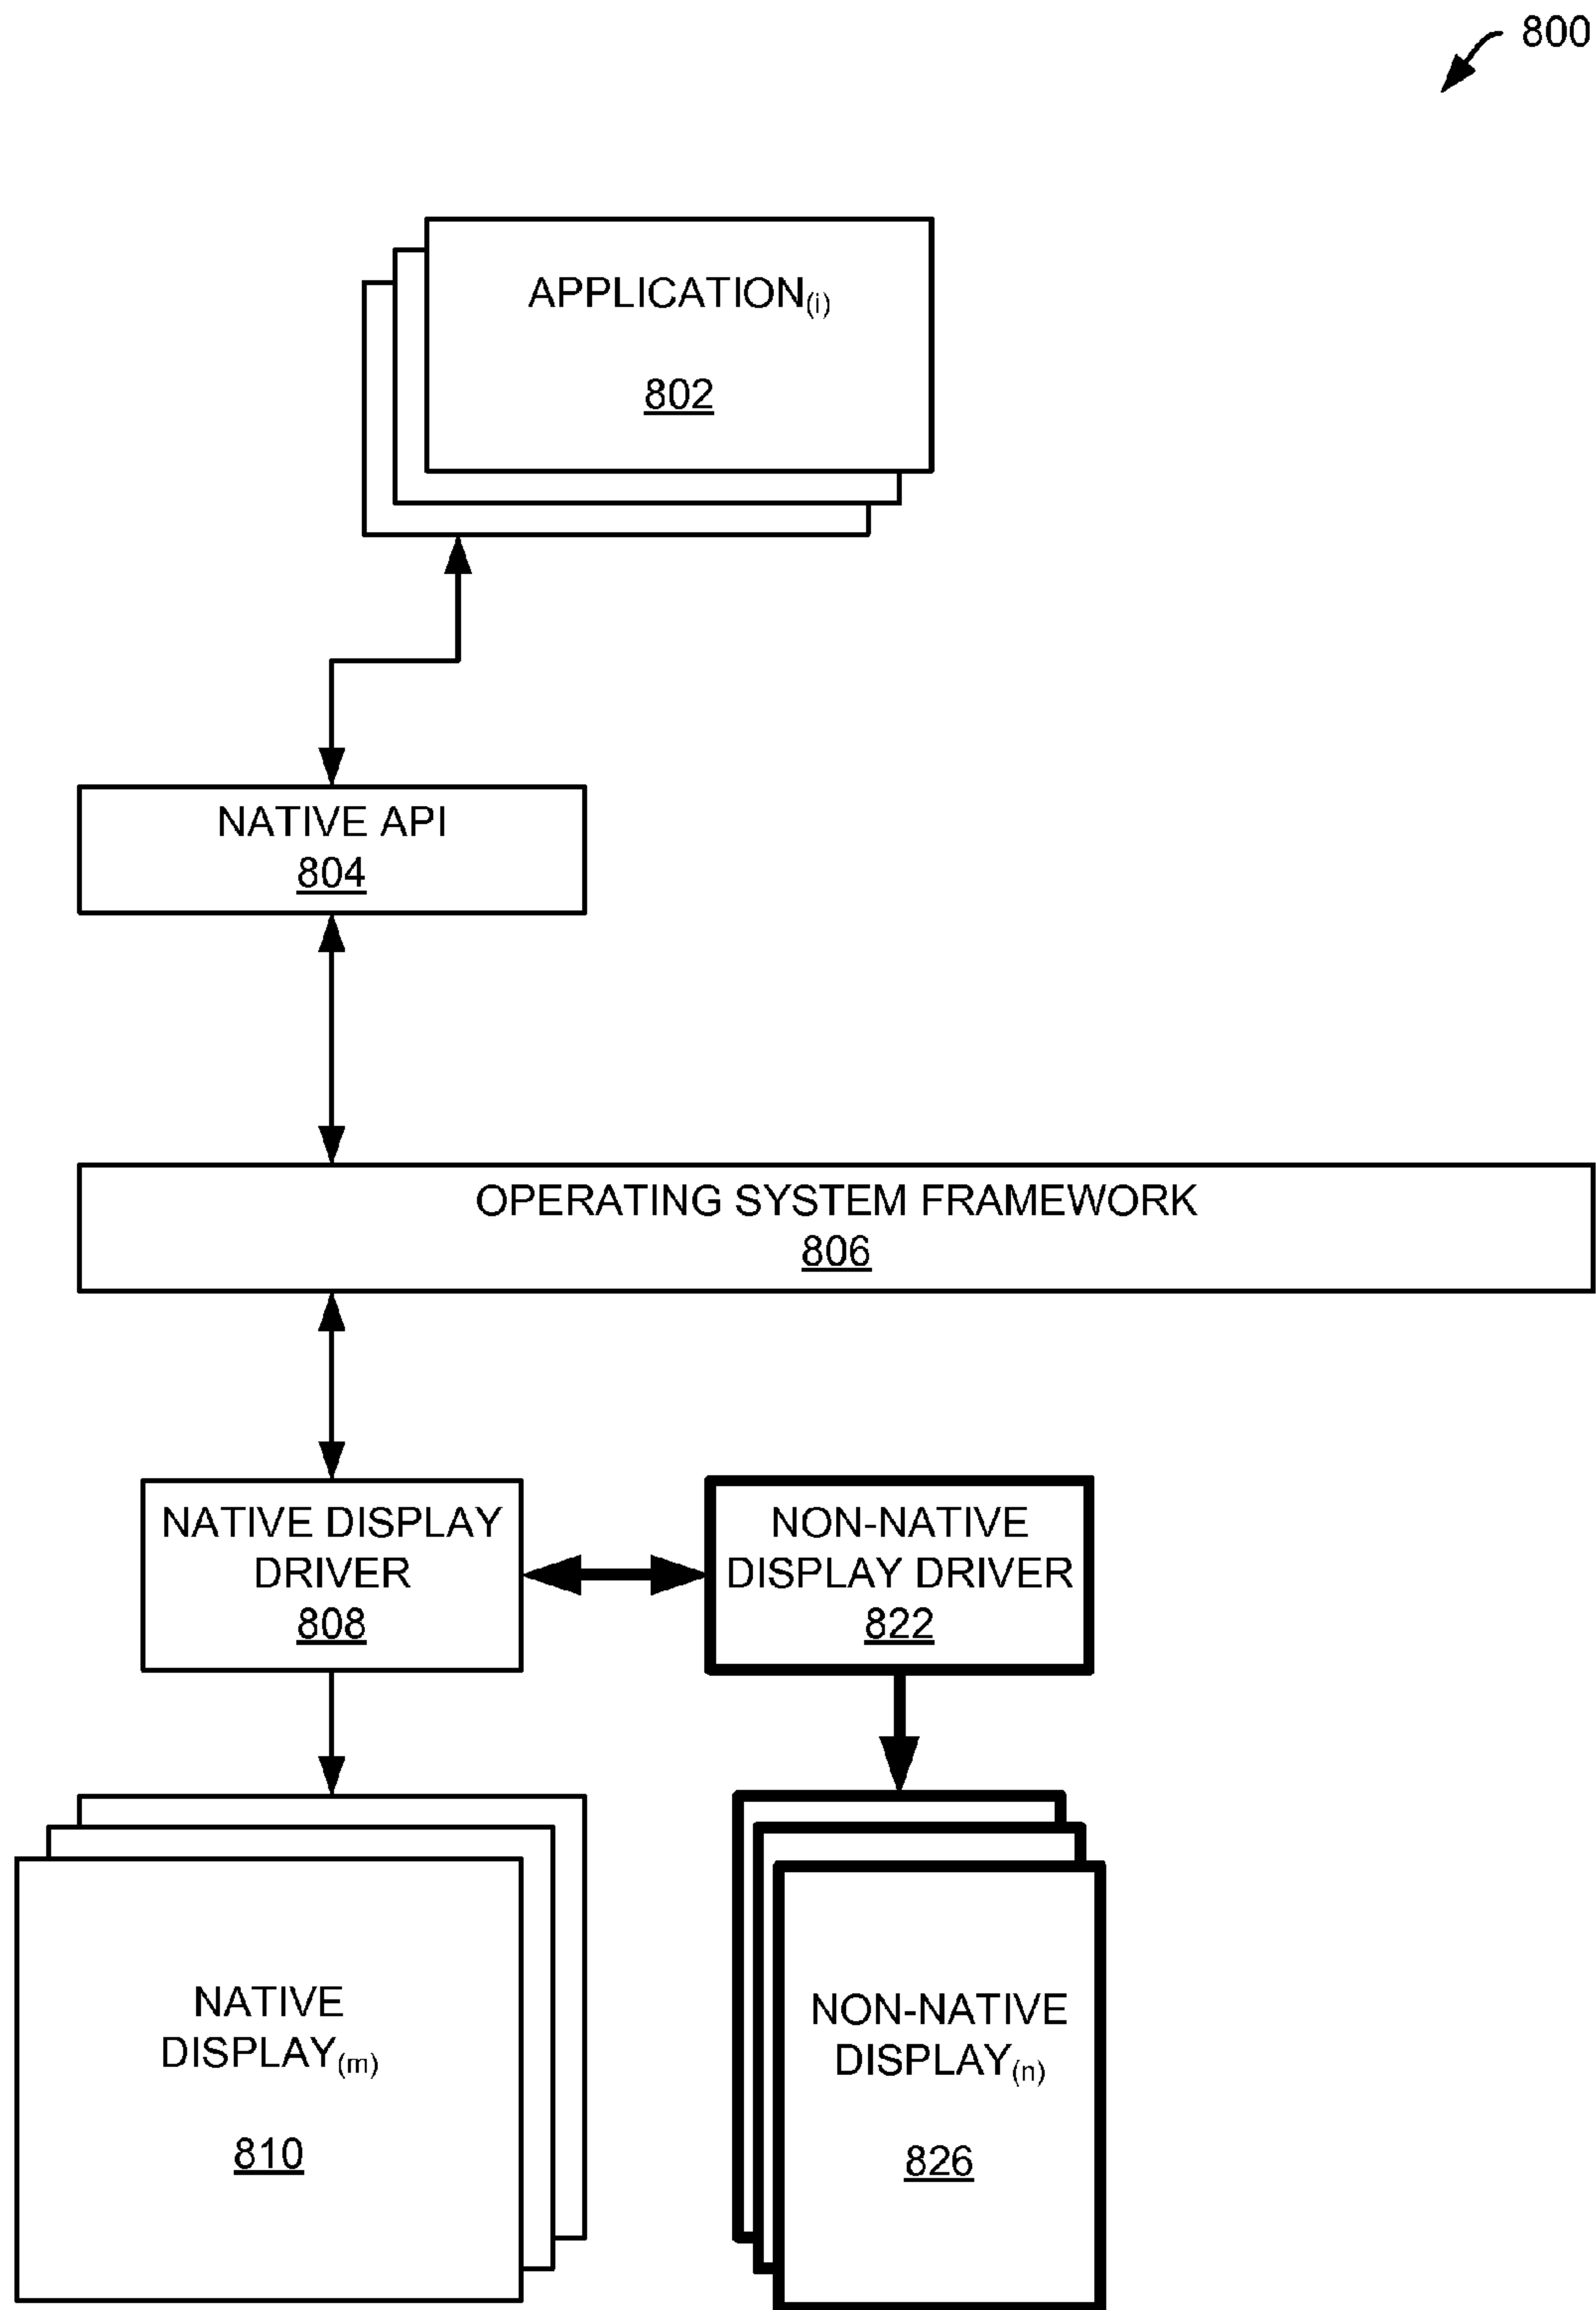 800
APPLICATION(i)
802
NATIVE API
804
OPERATING SYSTEM FRAMEWORK
806
NATIVE DISPLAY
DRIVER
808
NON-NATIVE
DISPLAY DRIVER
822
NATIVE
DISPLAY(m)
810
NON-NATIVE
DISPLAY(n)
826